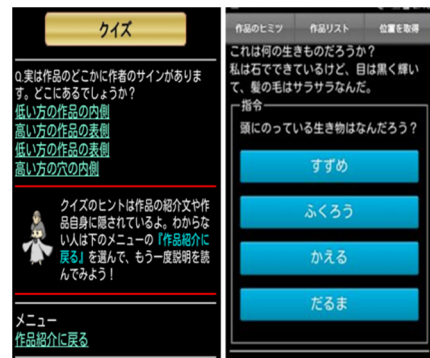 クイズ
Q.実は作品のどこかに作者のサインがありま
す。どこにあるでしょうか？
低い方の作品の内側
高い方の作品の表側
低い方の作品の表側
高い方の穴の内側
クイズのヒントは作品の紹介文や作
品自身に隠されているよ。わからな
い人は下のメニューの『作品紹介に
戻る』を選んで、もう一度説明を読
んでみよう！
メニュー
作品紹介に戻る
作品のヒミツ
作品リスト
位置を取得
これは何の生きものだろうか？
私は石でできているけど、目は黒く輝い
て、髪の毛はサラサラなんだ。
指令
頭にのっている生き物はなんだろう？
すずめ
ふくろう
かえる
だるま